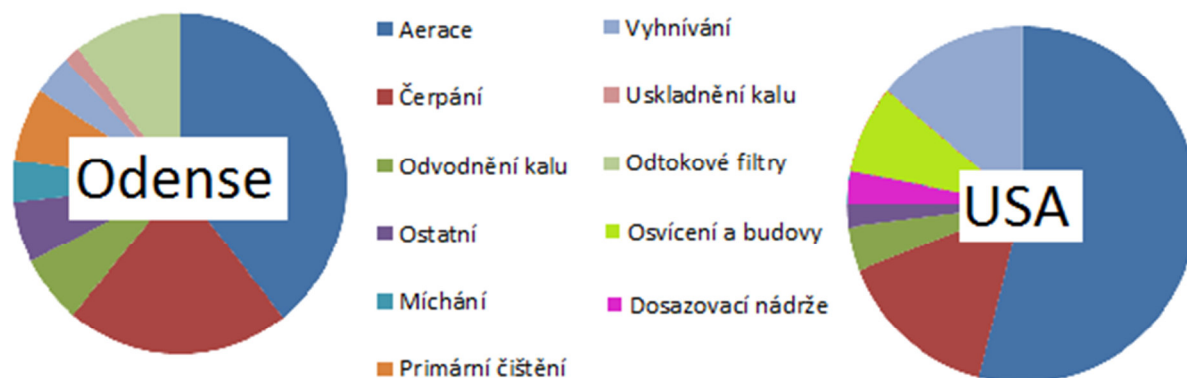 Odense
Aerace
Čerpání
Odvodnění kalu
Ostatní
Míchání
Primární čištění
Vyhnívání
Uskladnění kalu
Odtokové filtry
Osvícení a budovy
Dosazovací nádrže
USA